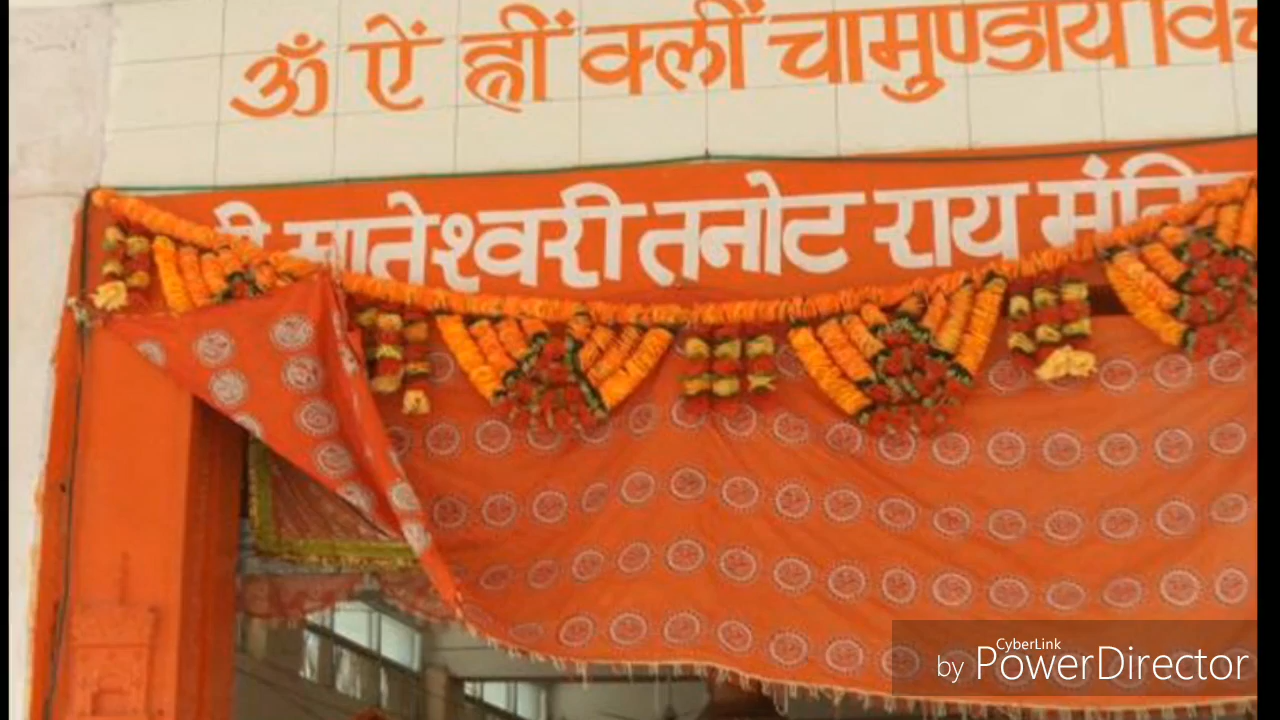 ॐ ऐं ह्रीं क्लीं चामुण्डाय विच
श्री मातेश्वरी तनोट राय मंदिर
by CyberLink PowerDirector